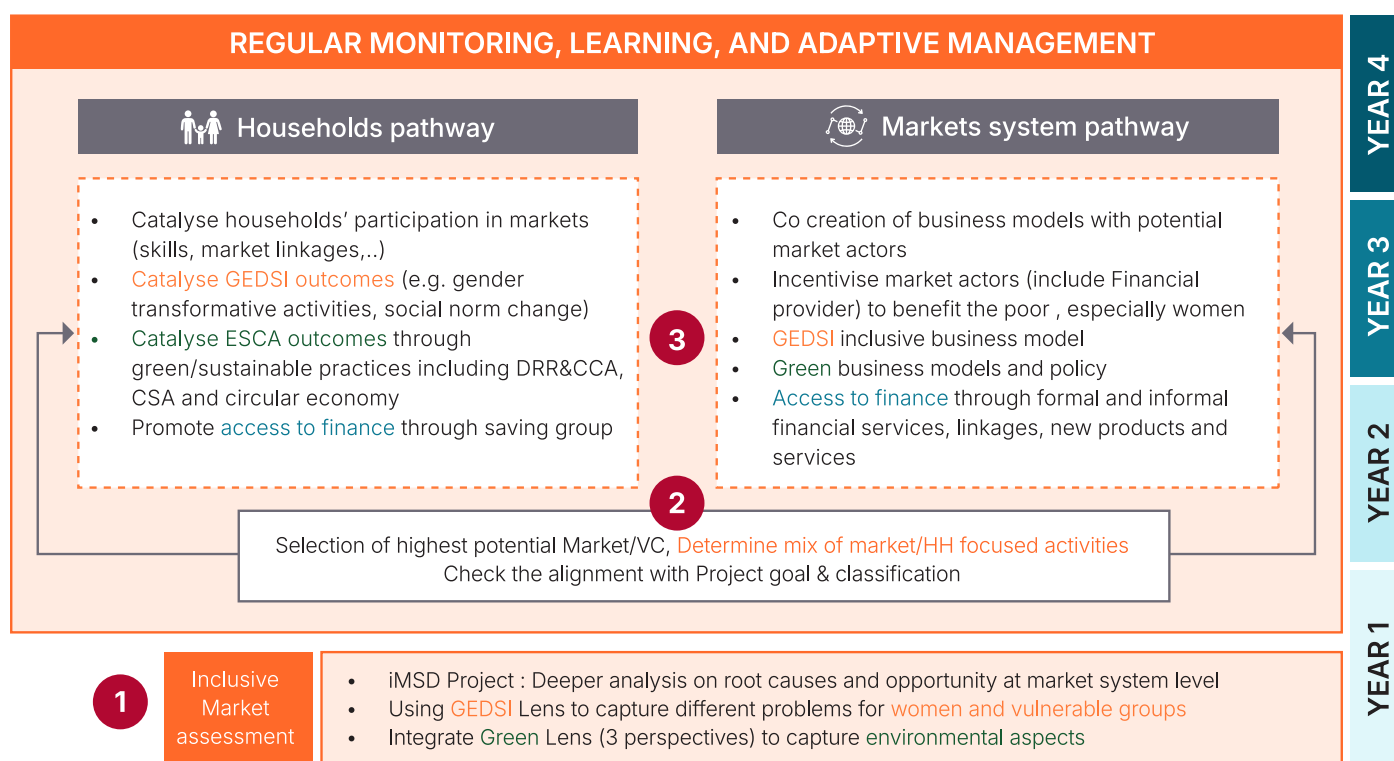 REGULAR MONITORING, LEARNING, AND ADAPTIVE MANAGEMENT
Households pathway
• Catalyse households’ participation in markets
(skills, market linkages,..)
• Catalyse GEDSI outcomes (e.g. gender
transformative activities, social norm change)
• Catalyse ESCA outcomes through
green/sustainable practices including DRR&CCA,
CSA and circular economy
• Promote access to finance through saving group
Markets system pathway
• Co creation of business models with potential
market actors
• Incentivise market actors (include Financial
provider) to benefit the poor , especially women
• GEDSI inclusive business model
• Green business models and policy
• Access to finance through formal and informal
financial services, linkages, new products and
services
3
2
Selection of highest potential Market/VC, Determine mix of market/HH focused activities
Check the alignment with Project goal & classification
1
Inclusive
Market
assessment
• iMSD Project : Deeper analysis on root causes and opportunity at market system level
• Using GEDSI Lens to capture different problems for women and vulnerable groups
• Integrate Green Lens (3 perspectives) to capture environmental aspects
YEAR 4
YEAR 3
YEAR 2
YEAR 1